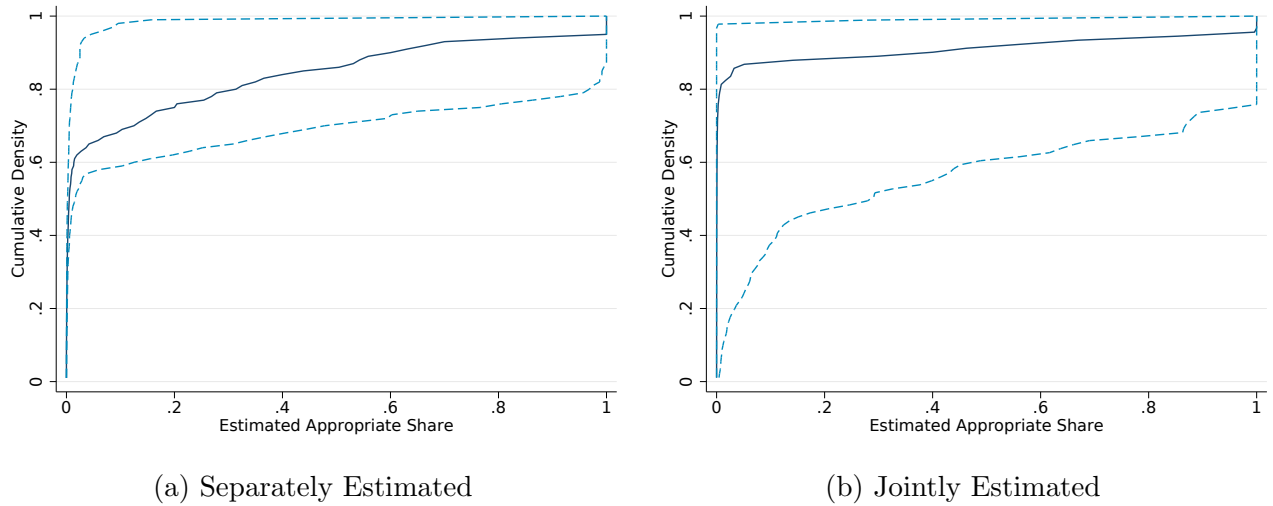 1
.8
.6
.4
.2
0
Cumulative Density
0 .2 .4 .6 .8 1
Estimated Appropriate Share
(a) Separately Estimated
1
.8
.6
.4
.2
0
Cumulative Density
0 .2 .4 .6 .8 1
Estimated Appropriate Share
(b) Jointly Estimated